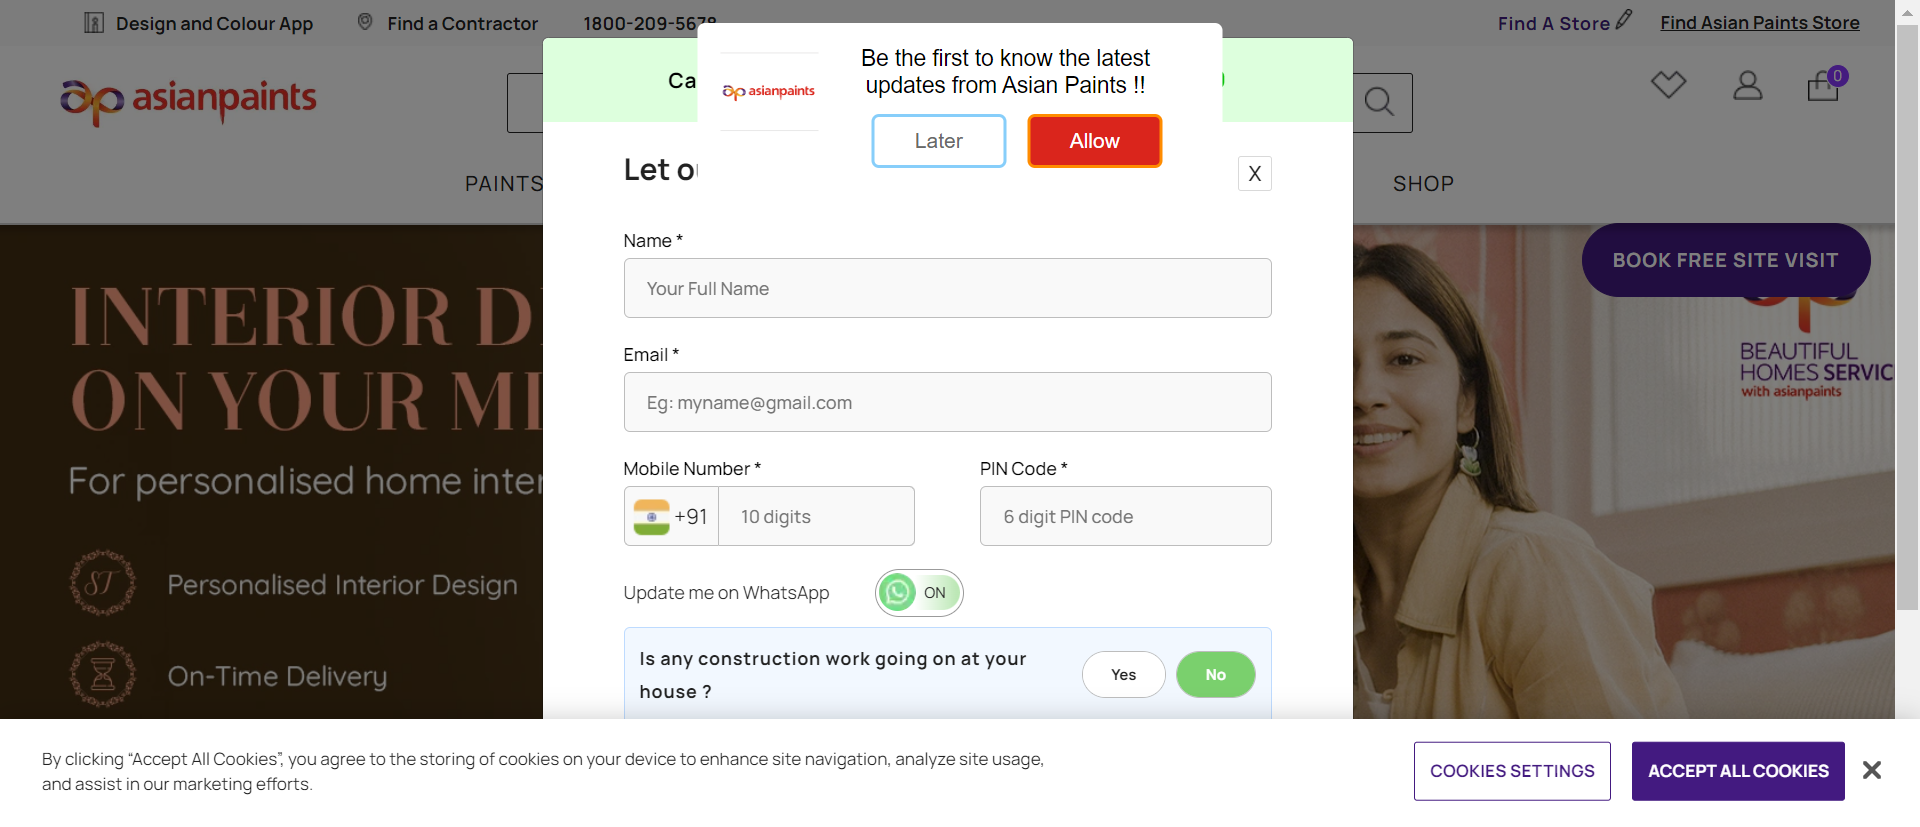 Design and Colour App
Find a Contractor
1800-209-5678
Find A Store
Find Asian Paints Store
asianpaints
0
Ca
asianpaints
Be the first to know the latest
updates from Asian Paints !!
Later
Allow
PAINTS
SHOP
Let
X
BOOK FREE SITE VISIT
Name *
Your Full Name
Email *
Eg: myname@gmail.com
Mobile Number *
PIN Code *
+91
10 digits
6 digit PIN code
Update me on WhatsApp
ON
Is any construction work going on at your
house ?
Yes
No
INTERIOR D
ON YOUR M
For personalised home inter
ST
Personalised Interior Design
On-Time Delivery
BEAUTIFUL
HOMES SERVIC
with asianpaints
By clicking “Accept All Cookies”, you agree to the storing of cookies on your device to enhance site navigation, analyze site usage,
and assist in our marketing efforts.
COOKIES SETTINGS
ACCEPT ALL COOKIES